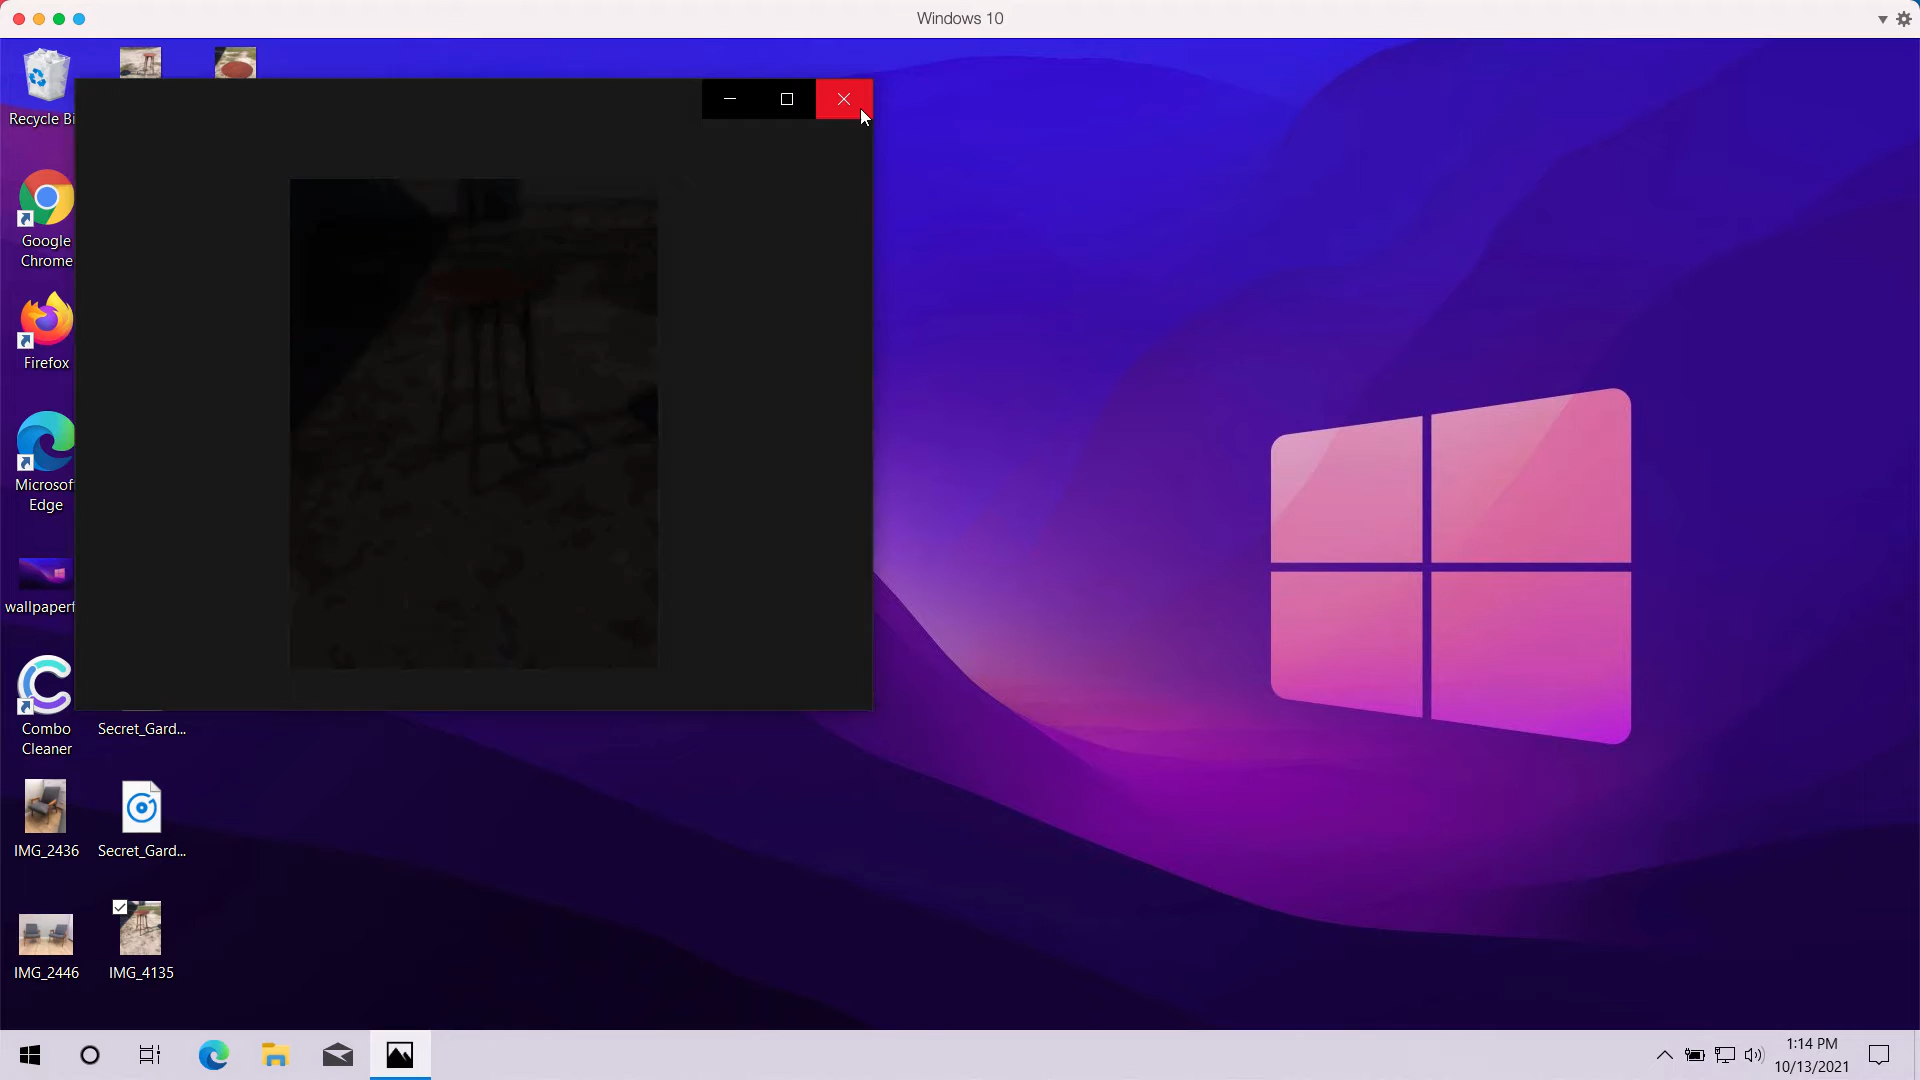 Windows 10
Recycle Bi
Google
Chrome
Firefox
Microsof
Edge
wallpaperf
Combo
Cleaner
Secret_Gard...
IMG_2436
Secret_Gard...
IMG_2446
IMG_4135
1:14 PM
10/13/2021